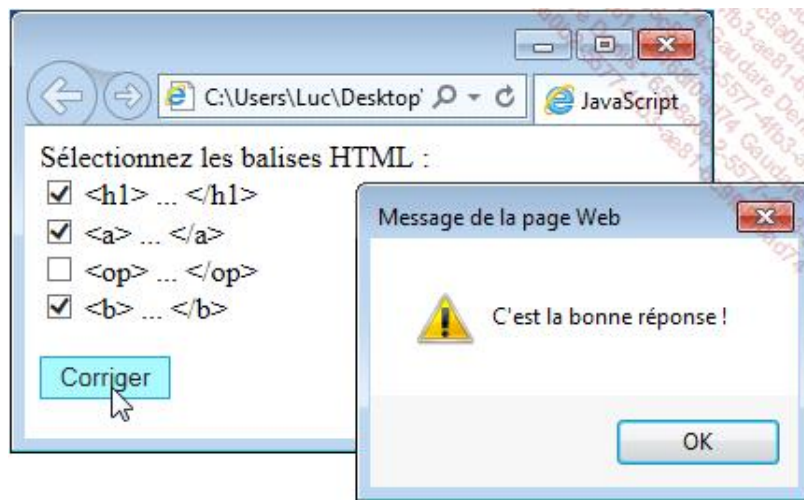 C:\Users\Luc\Desktop\
JavaScript
Sélectionnez les balises HTML :
<h1> ... </h1>
<a> ... </a>
<op> ... </op>
<b> ... </b>
Corriger
Message de la page Web
C'est la bonne réponse !
OK